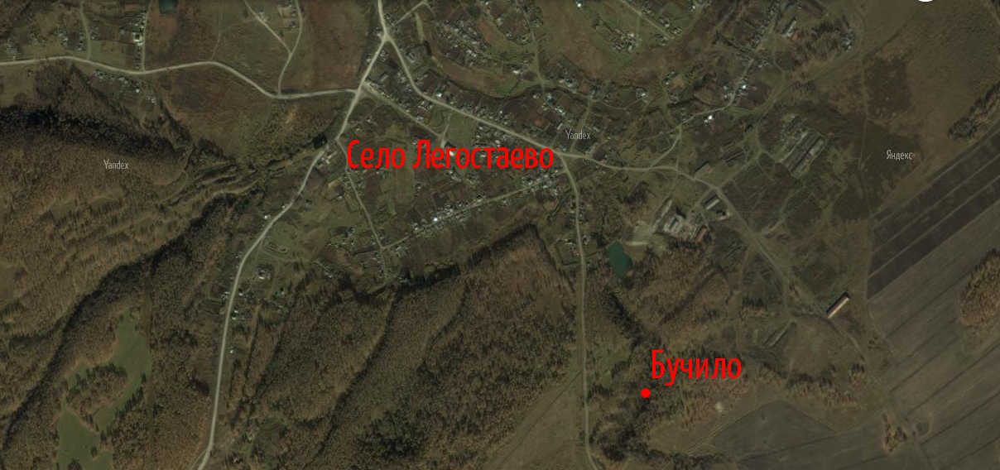 Yandex
Село Легостаево
Яндекс
Yandex
Бучило